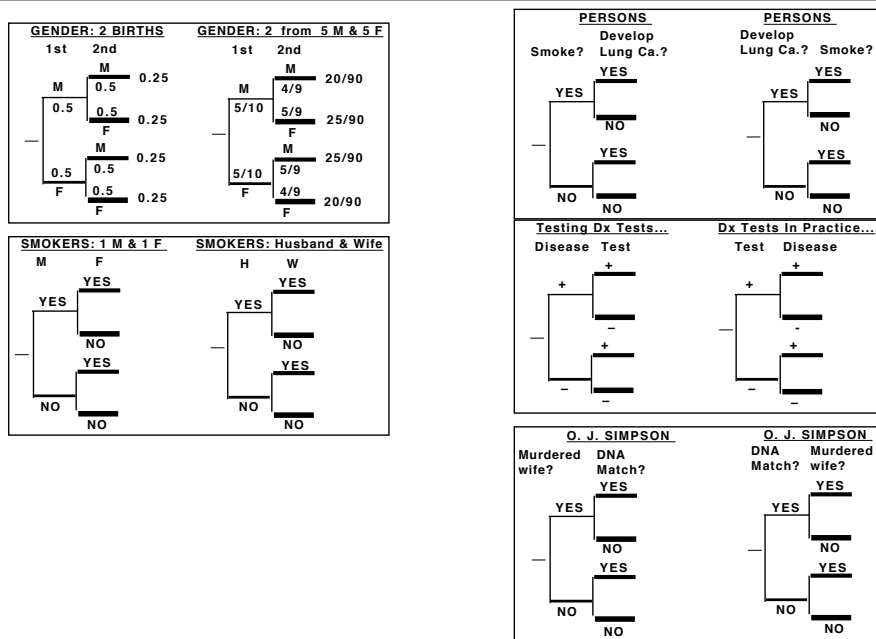 GENDER: 2 BIRTHS
1st 2nd
M
M 0.5 0.25
0.5
0.5 0.25
F
M 0.25
0.5 0.5
F 0.5 0.25
F
GENDER: 2 from 5 M & 5 F
1st 2nd
M
M 4/9 20/90
5/10
5/9 25/90
F
M 25/90
5/10 5/9
F 4/9 20/90
F
SMOKERS: 1 M & 1 F
M F
YES
YES
NO
YES
NO
NO
SMOKERS: Husband & Wife
H W
YES
YES
NO
YES
NO
NO
PERSONS
Develop
Smoke? Lung Ca.?
YES
YES
NO
YES
NO
NO
PERSONS
Develop
Lung Ca.? Smoke?
YES
YES
NO
YES
NO
NO
Testing Dx Tests...
Disease Test
+
+
–
+
–
–
Dx Tests In Practice...
Test Disease
+
+
-
+
–
–
O. J. SIMPSON
Murdered DNA
wife? Match?
YES
YES
NO
YES
NO
NO
O. J. SIMPSON
DNA Murdered
Match? wife?
YES
YES
NO
YES
NO
NO